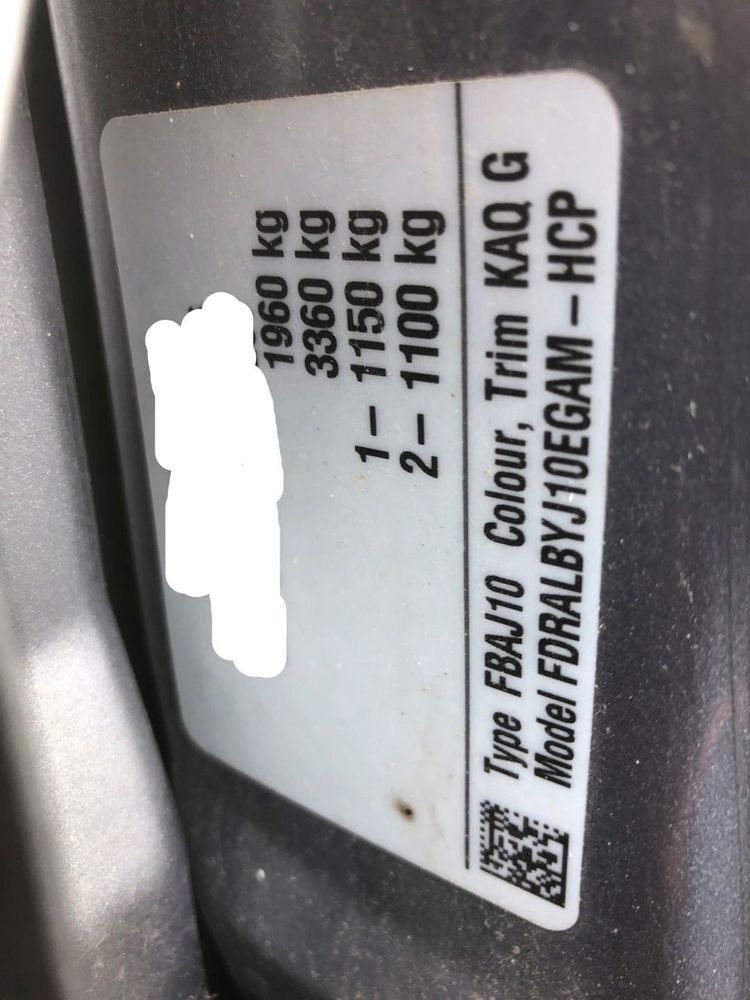 1960 kg
3360 kg
1– 1150 kg
2– 1100 kg
Type FBAJ10 Colour, Trim KAQ G
Model FDRALBYJ10EGAM–HCP